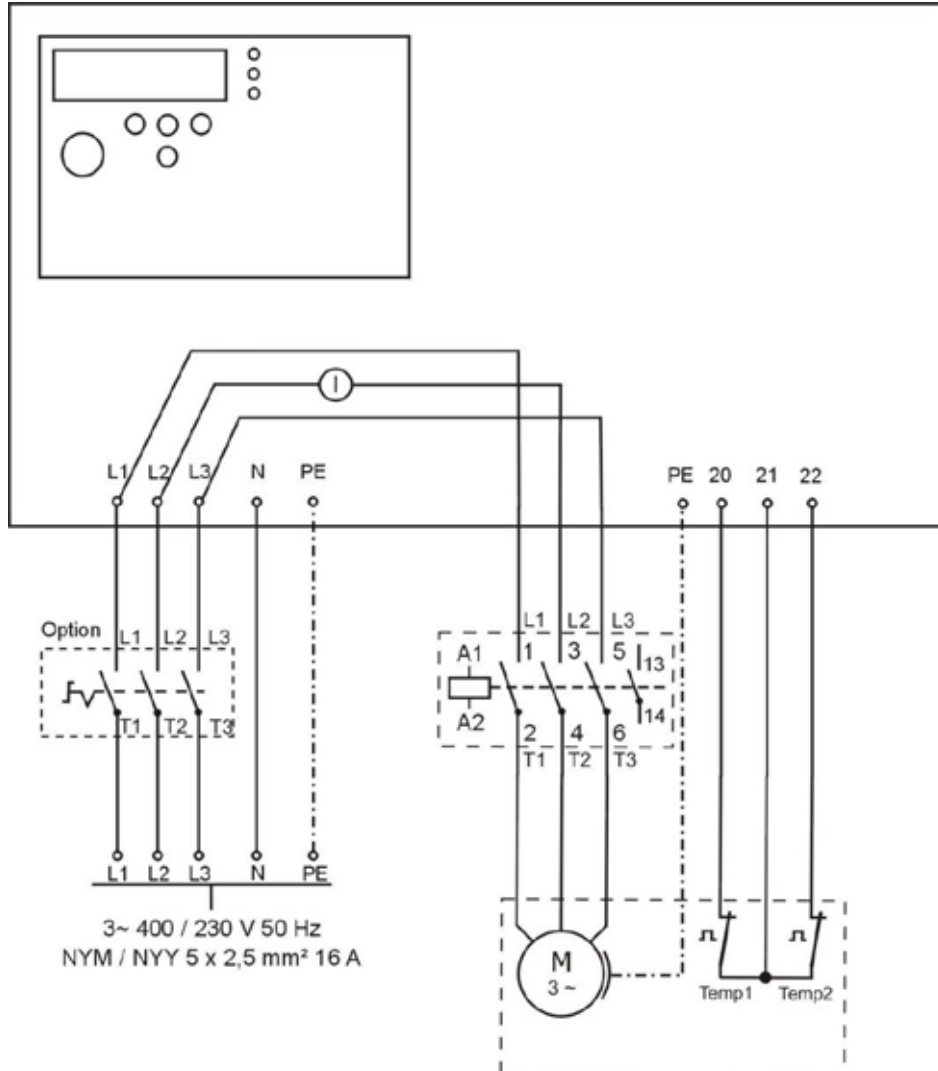 I
L1 L2 L3 N PE
PE 20 21 22
Option
L1 L2 L3
T1 T2 T3
L1 L2 L3
A1 1 3 5 13
A2 2 4 6 14
T1 T2 T3
L1 L2 L3 N PE
3~ 400 / 230 V 50 Hz
NYM / NYY 5 x 2,5 mm² 16 A
M
3 ~
Temp1 Temp2